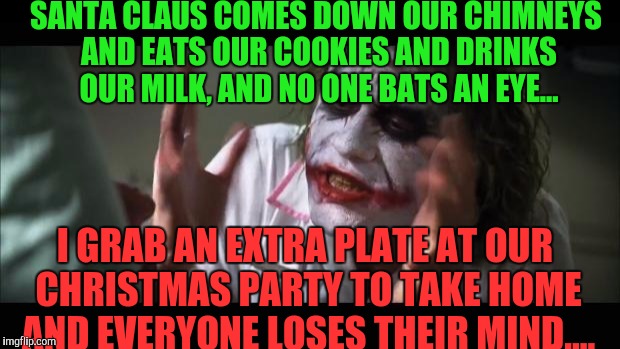 SANTA CLAUS COMES DOWN OUR CHIMNEYS
AND EATS OUR COOKIES AND DRINKS
OUR MILK, AND NO ONE BATS AN EYE...
I GRAB AN EXTRA PLATE AT OUR
CHRISTMAS PARTY TO TAKE HOME
AND EVERYONE LOSES THEIR MIND....
imgflip.com